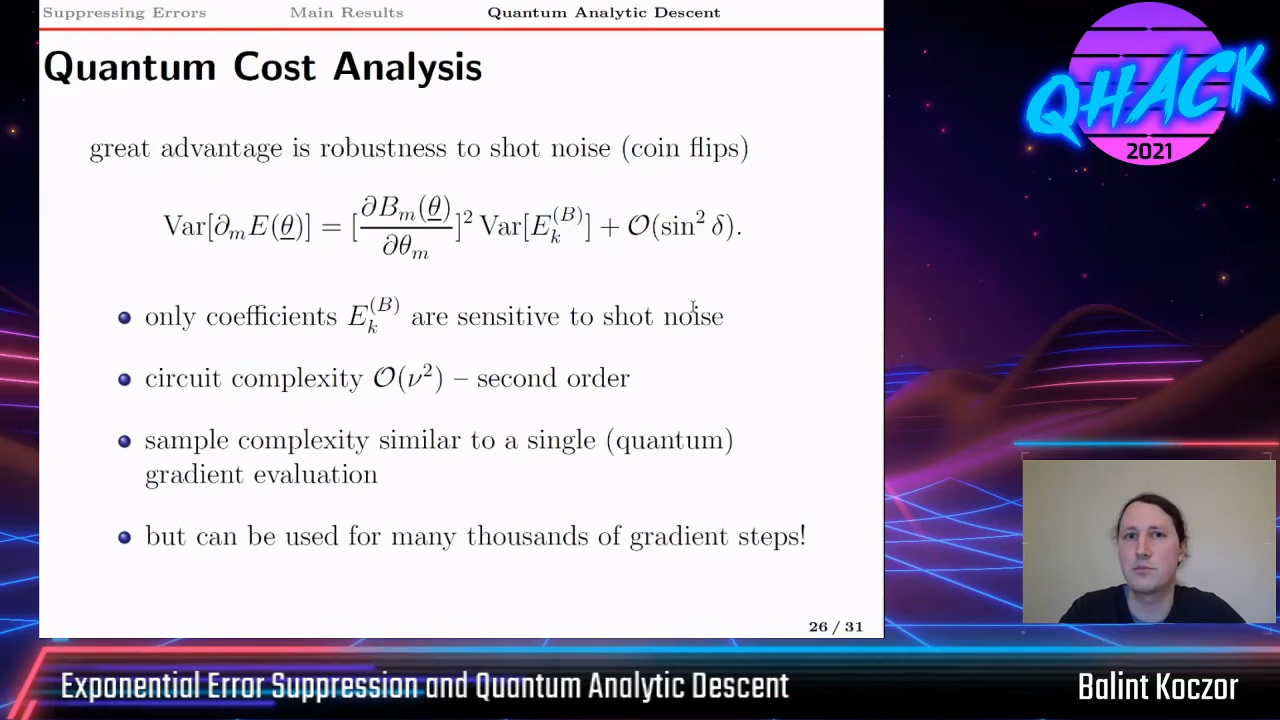 Suppressing Errors Main Results Quantum Analytic Descent
Quantum Cost Analysis
great advantage is robustness to shot noise (coin flips)
Var[∂ₘE(θ̲)] = [∂Bₘ(θ̲)/∂θₘ]² Var[Eₖ⁽ᴮ⁾] + 𝒪(sin² δ).
only coefficients Eₖ⁽ᴮ⁾ are sensitive to shot noise
circuit complexity 𝒪(ν²) – second order
sample complexity similar to a single (quantum)
gradient evaluation
but can be used for many thousands of gradient steps!
26 / 31
QHACK
2021
Exponential Error Suppression and Quantum Analytic Descent
Balint Koczor